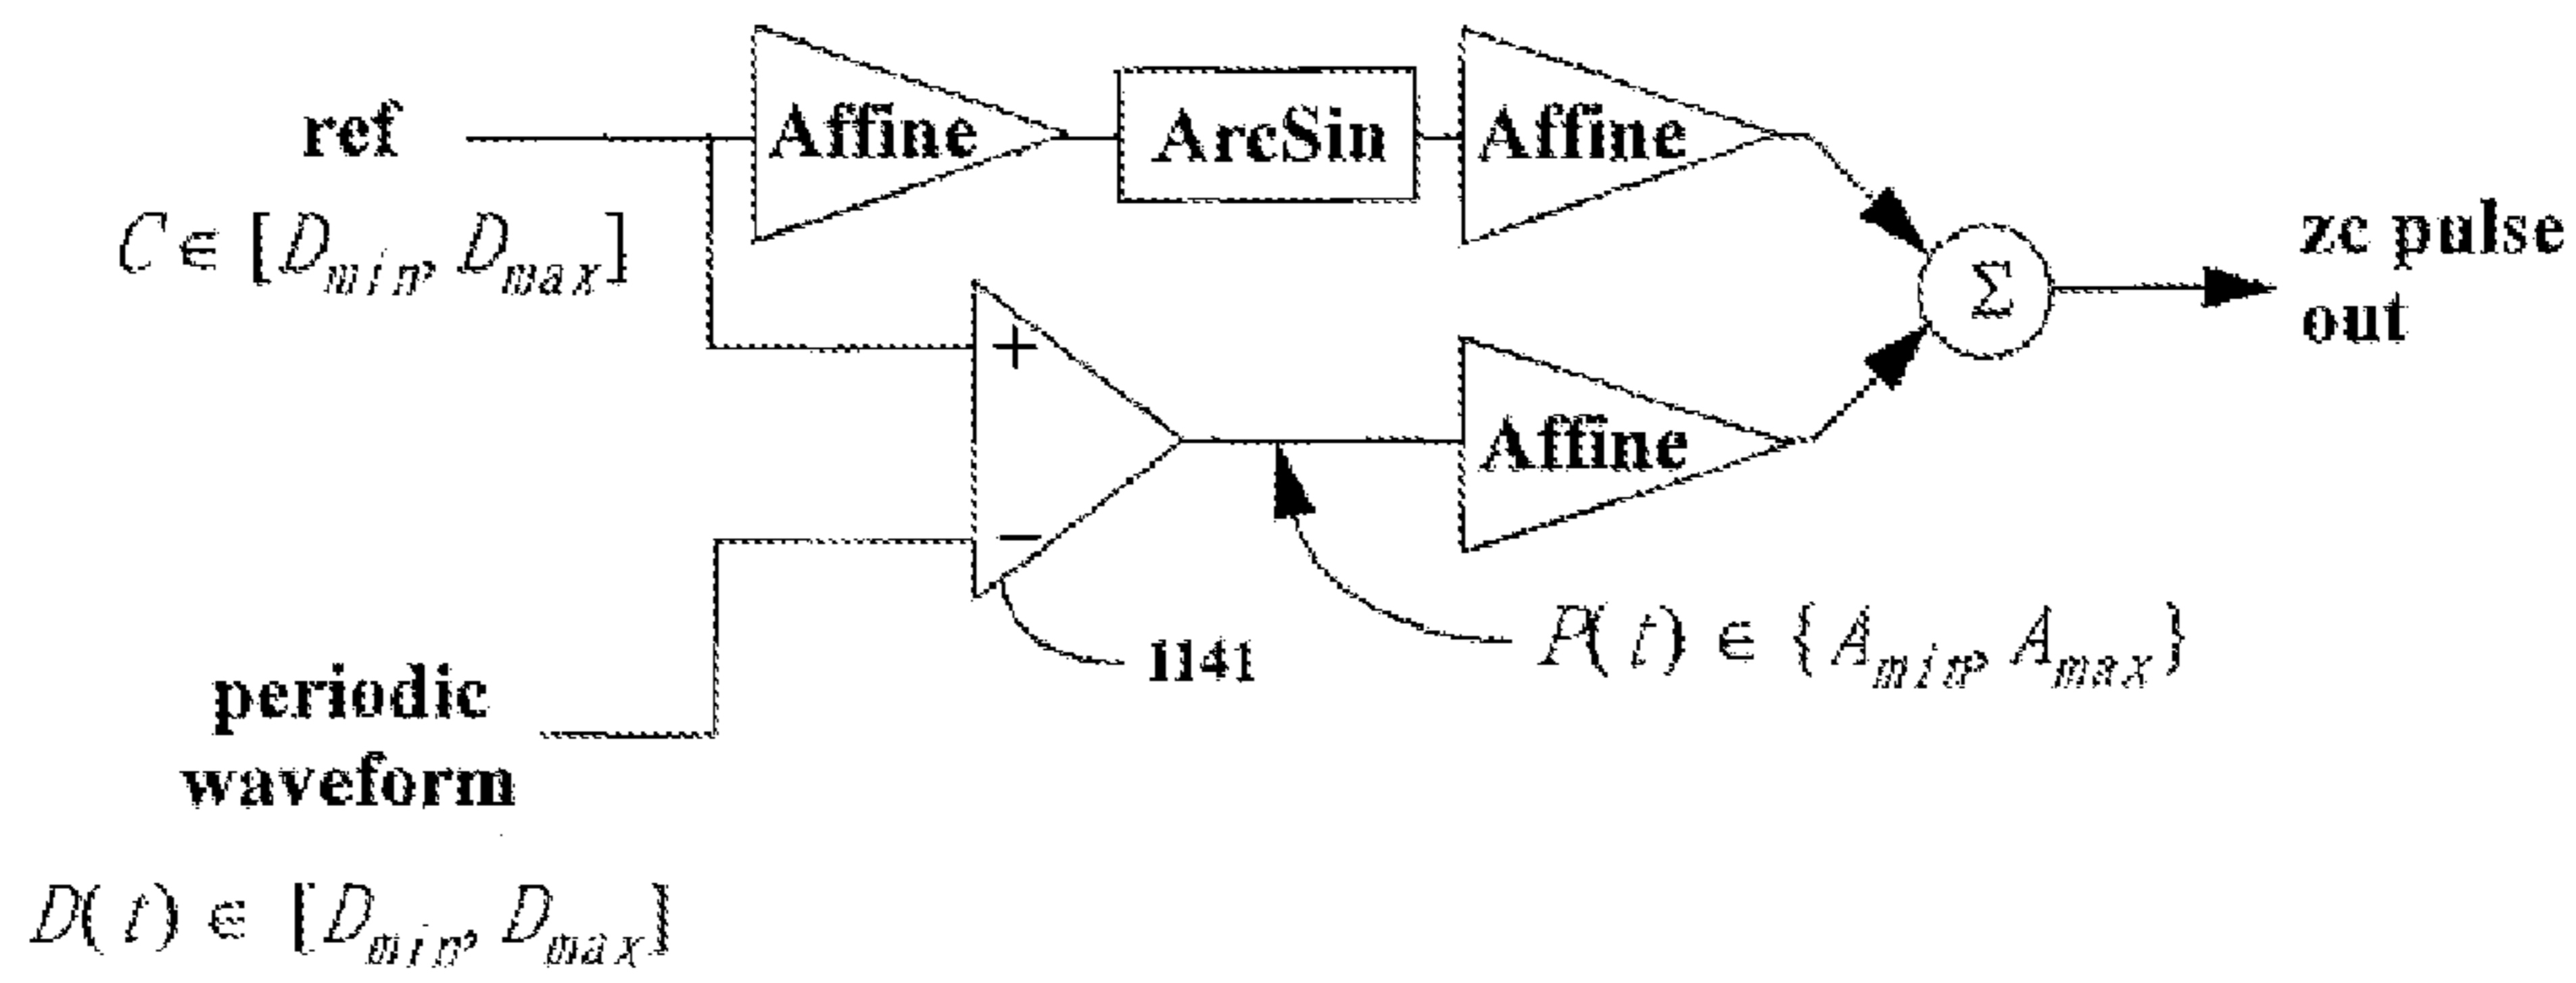 ref
Affine
ArcSin
Affine
C ∈ [D_min, D_max]
Σ
zc pulse
out
+
−
Affine
1141
P(t) ∈ {A_min, A_max}
periodic
waveform
D(t) ∈ [D_min, D_max]